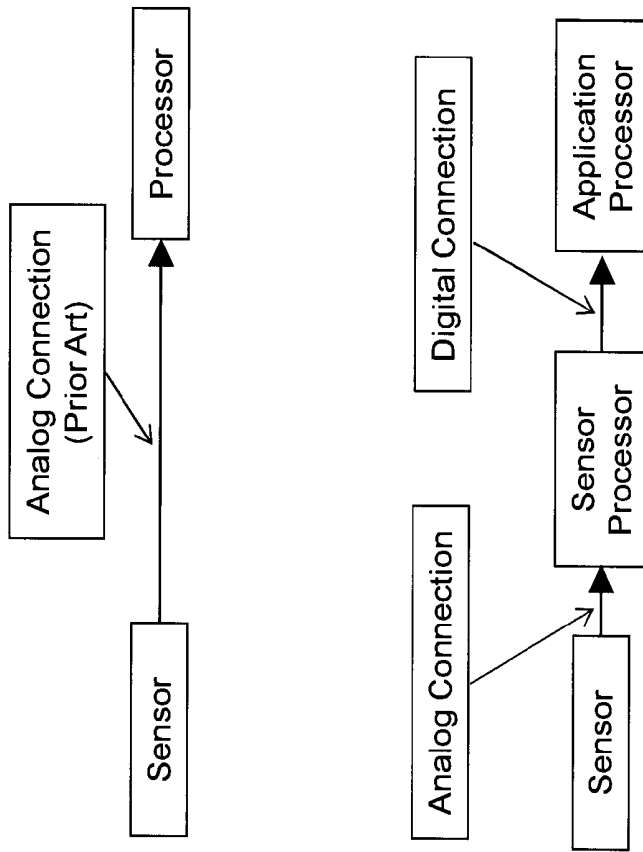 Analog Connection
(Prior Art)
Sensor
Processor
Analog Connection
Digital Connection
Sensor
Sensor
Processor
Application
Processor